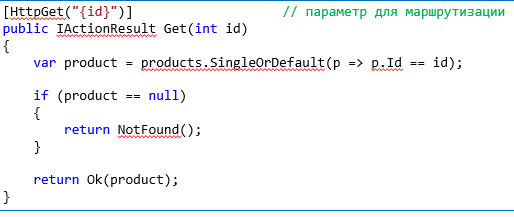 [HttpGet("{id}")] // параметр для маршрутизации
public IActionResult Get(int id)
{
var product = products.SingleOrDefault(p => p.Id == id);
if (product == null)
{
return NotFound();
}
return Ok(product);
}